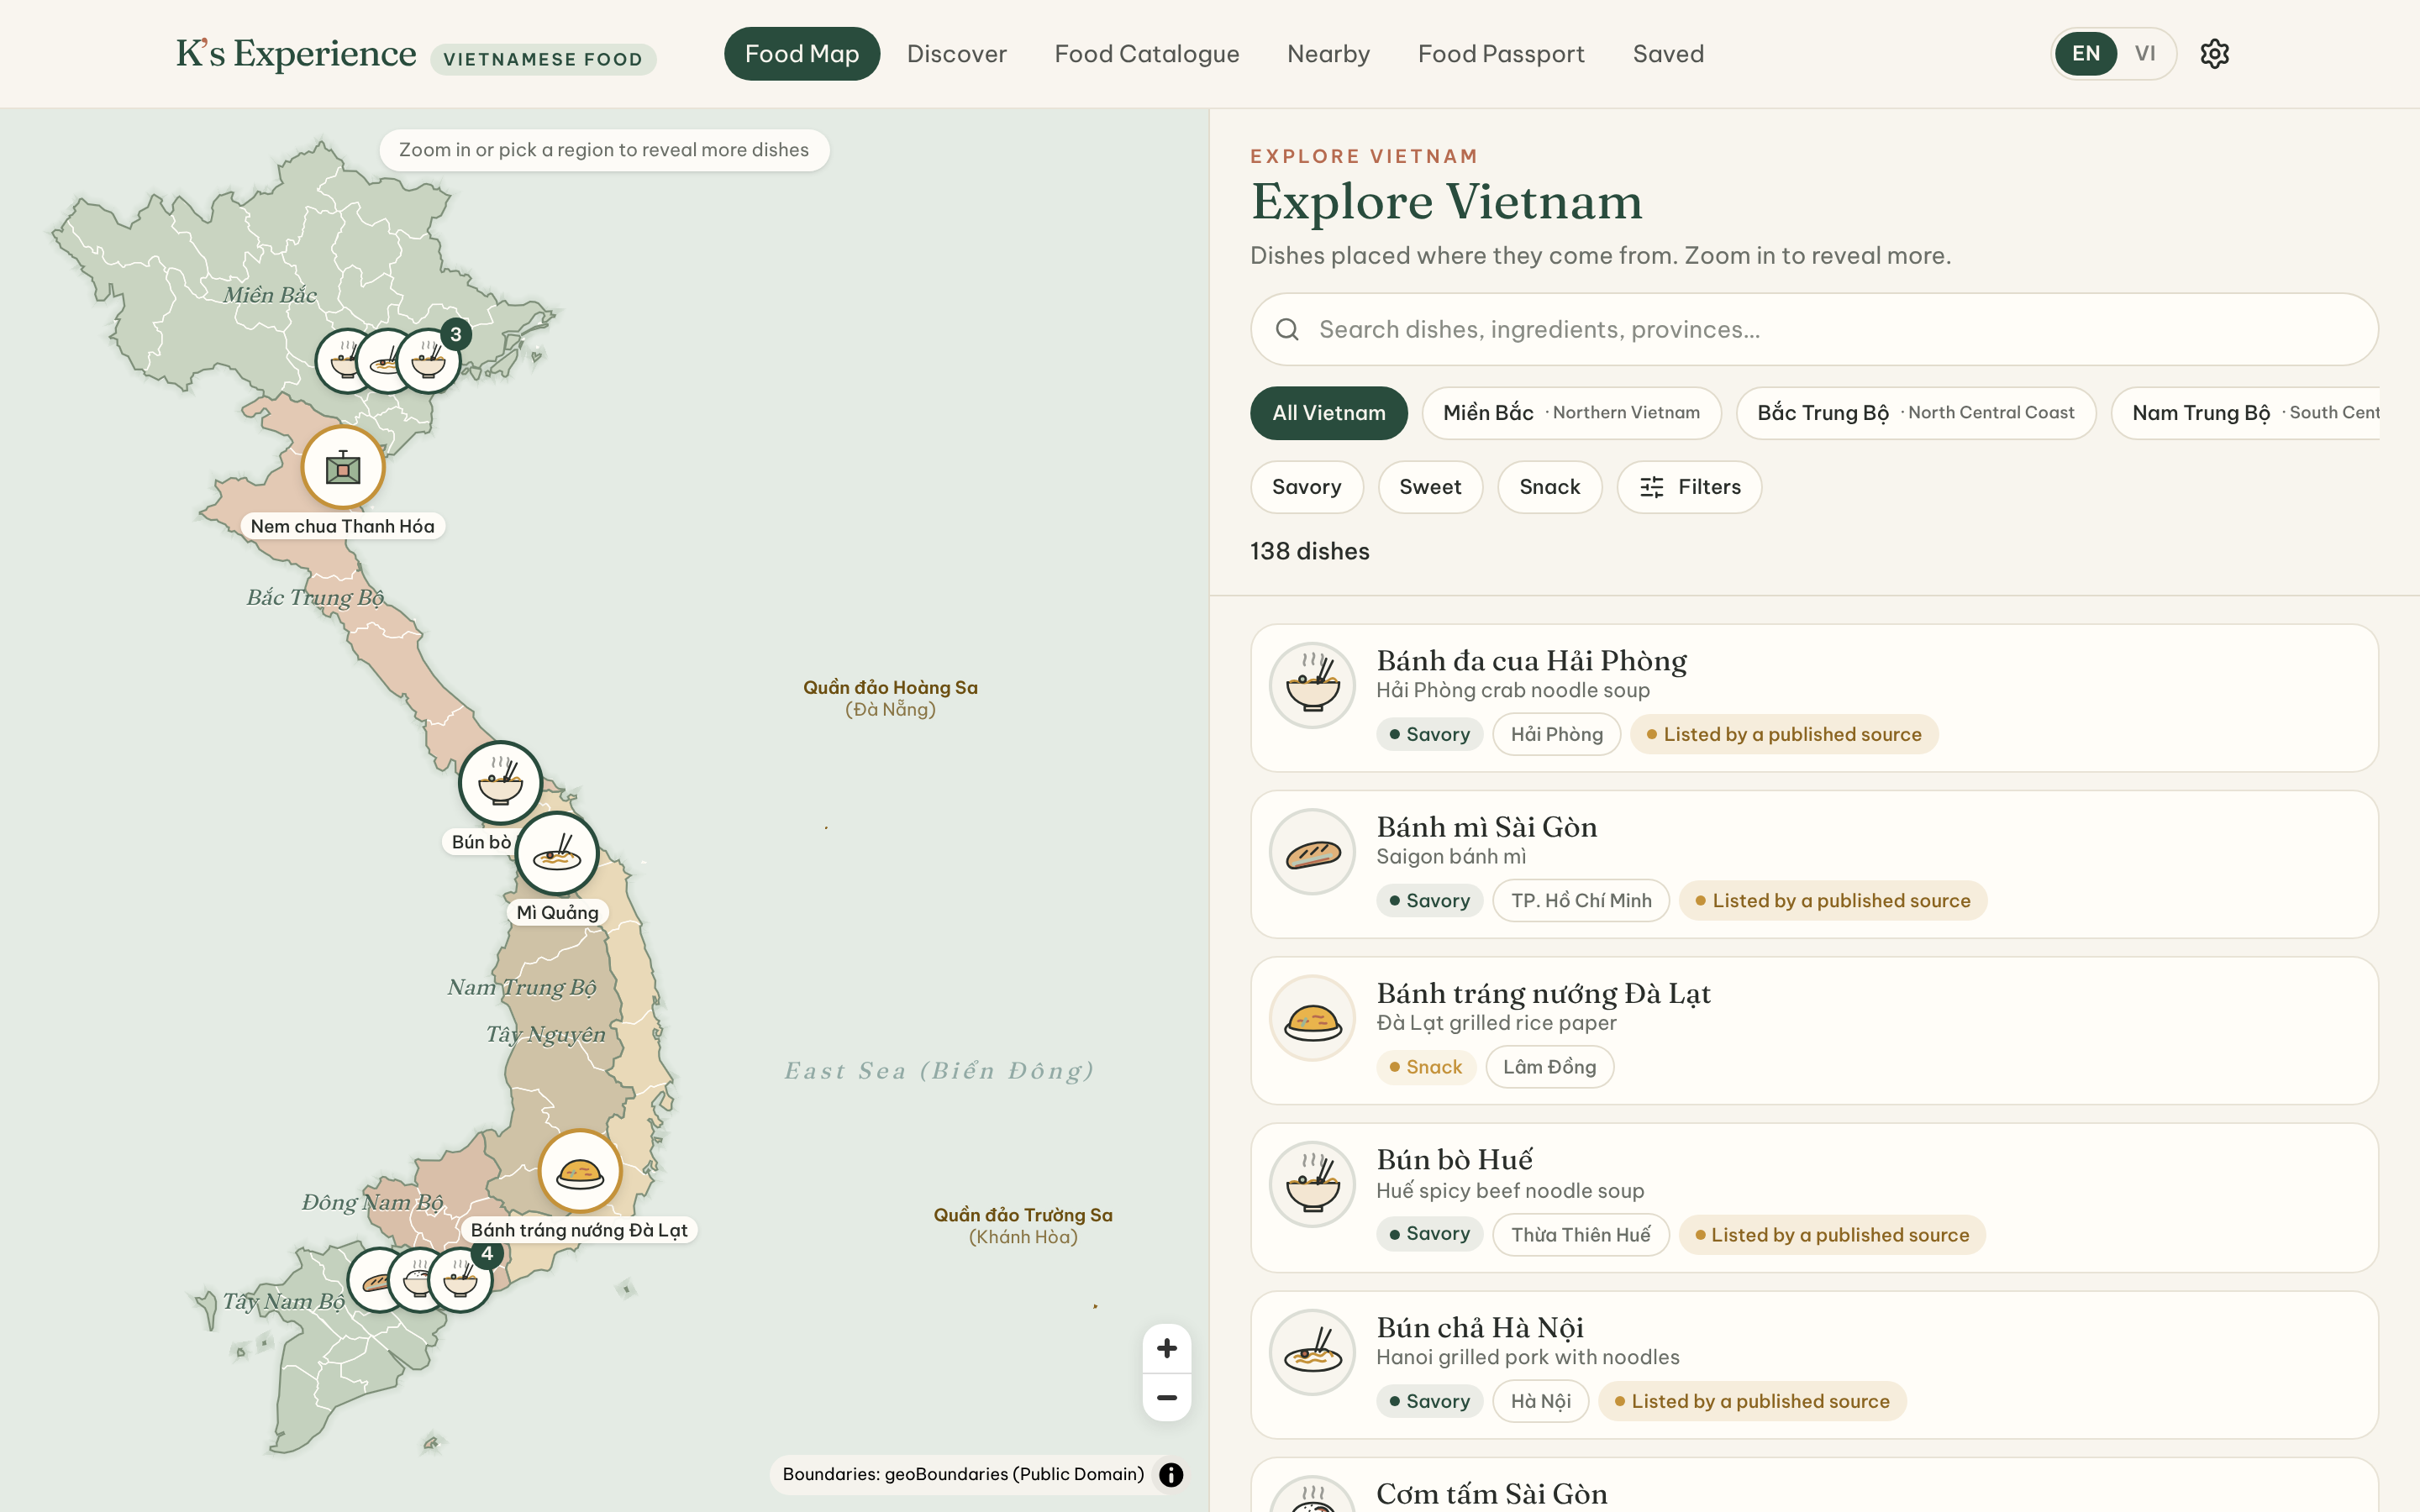 K's Experience VIETNAMESE FOOD
Food Map Discover Food Catalogue Nearby Food Passport Saved
EN VI
Zoom in or pick a region to reveal more dishes
Miền Bắc
3
Nem chua Thanh Hóa
Bắc Trung Bộ
Quần đảo Hoàng Sa
(Đà Nẵng)
Bún bò
Mì Quảng
Nam Trung Bộ
Tây Nguyên
East Sea (Biển Đông)
Đông Nam Bộ
Quần đảo Trường Sa
(Khánh Hòa)
Bánh tráng nướng Đà Lạt
4
Tây Nam Bộ
Boundaries: geoBoundaries (Public Domain)
EXPLORE VIETNAM
Explore Vietnam
Dishes placed where they come from. Zoom in to reveal more.
Search dishes, ingredients, provinces...
All Vietnam Miền Bắc · Northern Vietnam Bắc Trung Bộ · North Central Coast Nam Trung Bộ · South Cent
Savory Sweet Snack Filters
138 dishes
Bánh đa cua Hải Phòng
Hải Phòng crab noodle soup
Savory Hải Phòng Listed by a published source
Bánh mì Sài Gòn
Saigon bánh mì
Savory TP. Hồ Chí Minh Listed by a published source
Bánh tráng nướng Đà Lạt
Đà Lạt grilled rice paper
Snack Lâm Đồng
Bún bò Huế
Huế spicy beef noodle soup
Savory Thừa Thiên Huế Listed by a published source
Bún chả Hà Nội
Hanoi grilled pork with noodles
Savory Hà Nội Listed by a published source
Cơm tấm Sài Gòn